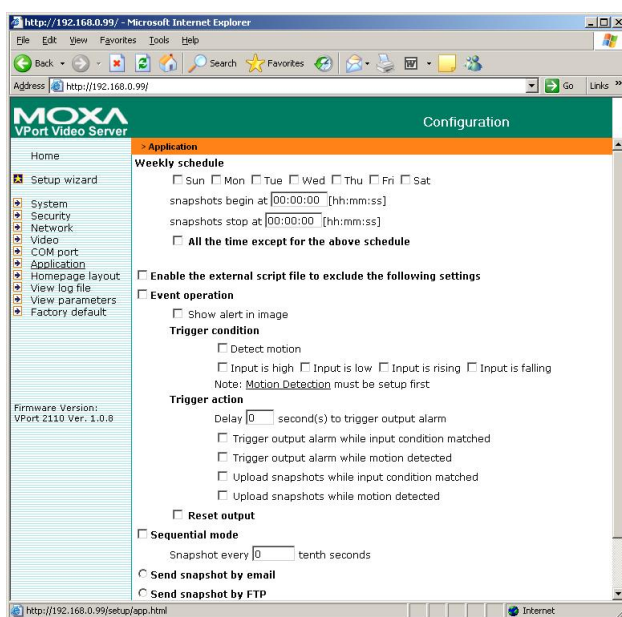 http://192.168.0.99/ - Microsoft Internet Explorer
File Edit View Favorites Tools Help
Back Search Favorites
Address http://192.168.0.99/ Go Links »
MOXA
VPort Video Server
Configuration
Home
Setup wizard
System
Security
Network
Video
COM port
Application
Homepage layout
View log file
View parameters
Factory default
Firmware Version:
VPort 2110 Ver. 1.0.8
> Application
Weekly schedule
Sun Mon Tue Wed Thu Fri Sat
snapshots begin at 00:00:00 [hh:mm:ss]
snapshots stop at 00:00:00 [hh:mm:ss]
All the time except for the above schedule
Enable the external script file to exclude the following settings
Event operation
Show alert in image
Trigger condition
Detect motion
Input is high Input is low Input is rising Input is falling
Note: Motion Detection must be setup first
Trigger action
Delay 0 second(s) to trigger output alarm
Trigger output alarm while input condition matched
Trigger output alarm while motion detected
Upload snapshots while input condition matched
Upload snapshots while motion detected
Reset output
Sequential mode
Snapshot every 0 tenth seconds
Send snapshot by email
Send snapshot by FTP
http://192.168.0.99/setup/app.html Internet